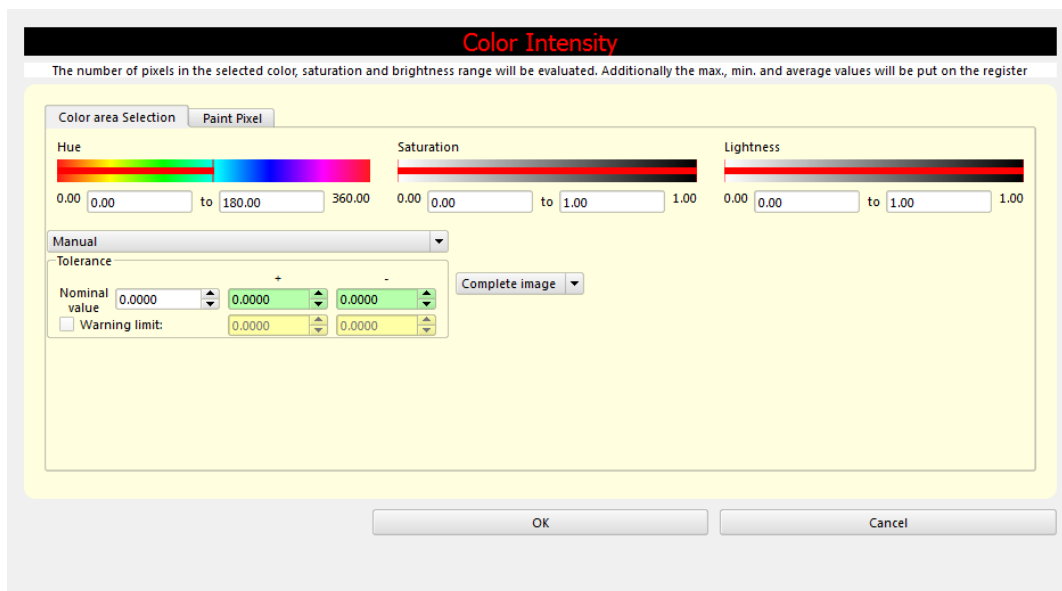 Color Intensity
The number of pixels in the selected color, saturation and brightness range will be evaluated. Additionally the max., min. and average values will be put on the register
Color area Selection Paint Pixel
Hue Saturation Lightness
0.00 0.00 to 180.00 360.00 0.00 0.00 to 1.00 1.00 0.00 0.00 to 1.00 1.00
Manual
Tolerance
+ -
Complete image
Nominal value 0.0000 0.0000 0.0000
Warning limit: 0.0000 0.0000
OK Cancel